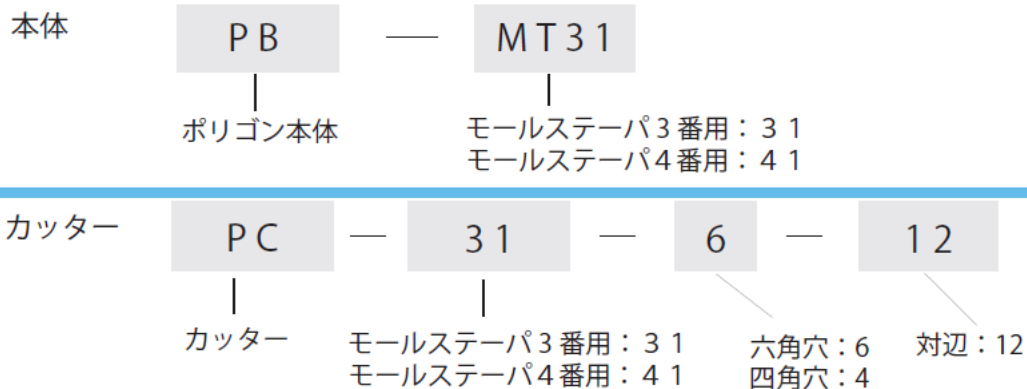 本体
PB — MT31
ポリゴン本体
モールステーパ3番用：31
モールステーパ4番用：41
カッター
PC — 31 — 6 — 12
カッター
モールステーパ3番用：31
モールステーパ4番用：41
六角穴：6
四角穴：4
対辺：12